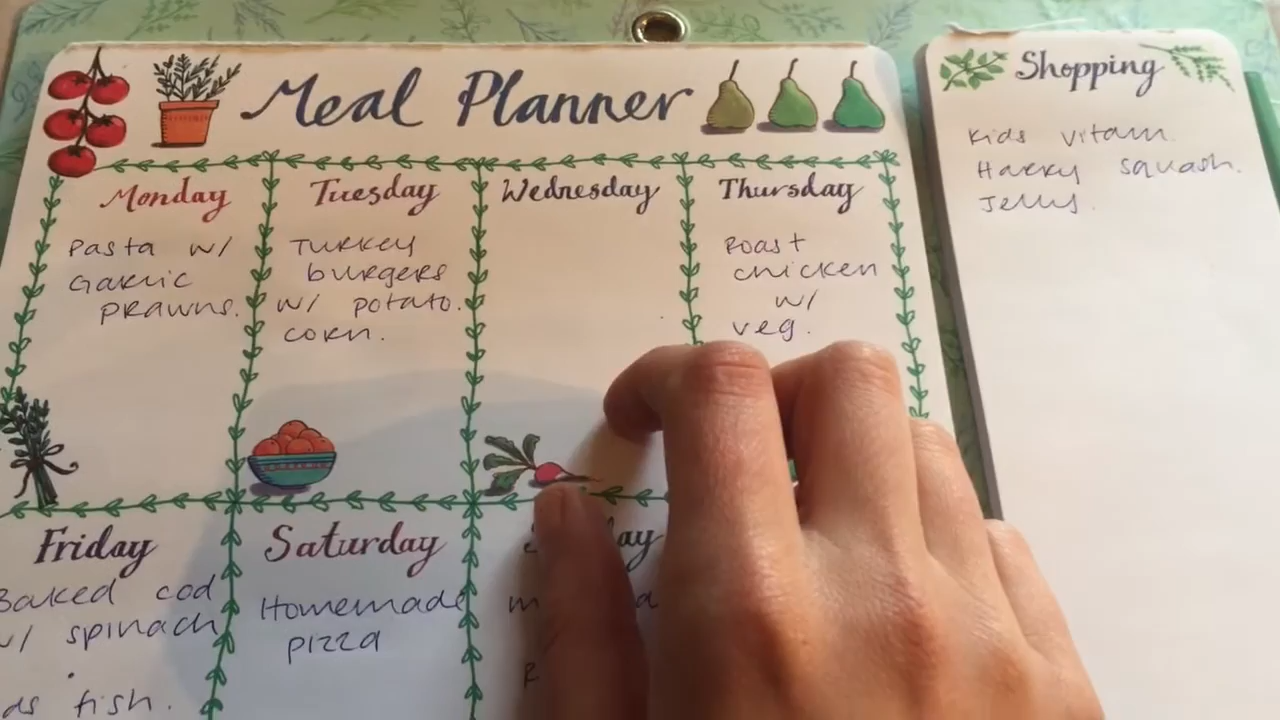 Meal Planner
Shopping
Kids vitam.
Harry squash.
Jelly.
Monday
Pasta w/
Garlic
prawns.
Tuesday
Turkey
burgers
w/ potato.
corn.
Wednesday
Thursday
Roast
chicken
w/
veg.
Friday
Baked cod
w/ spinach
fish.
Saturday
Homemade
pizza